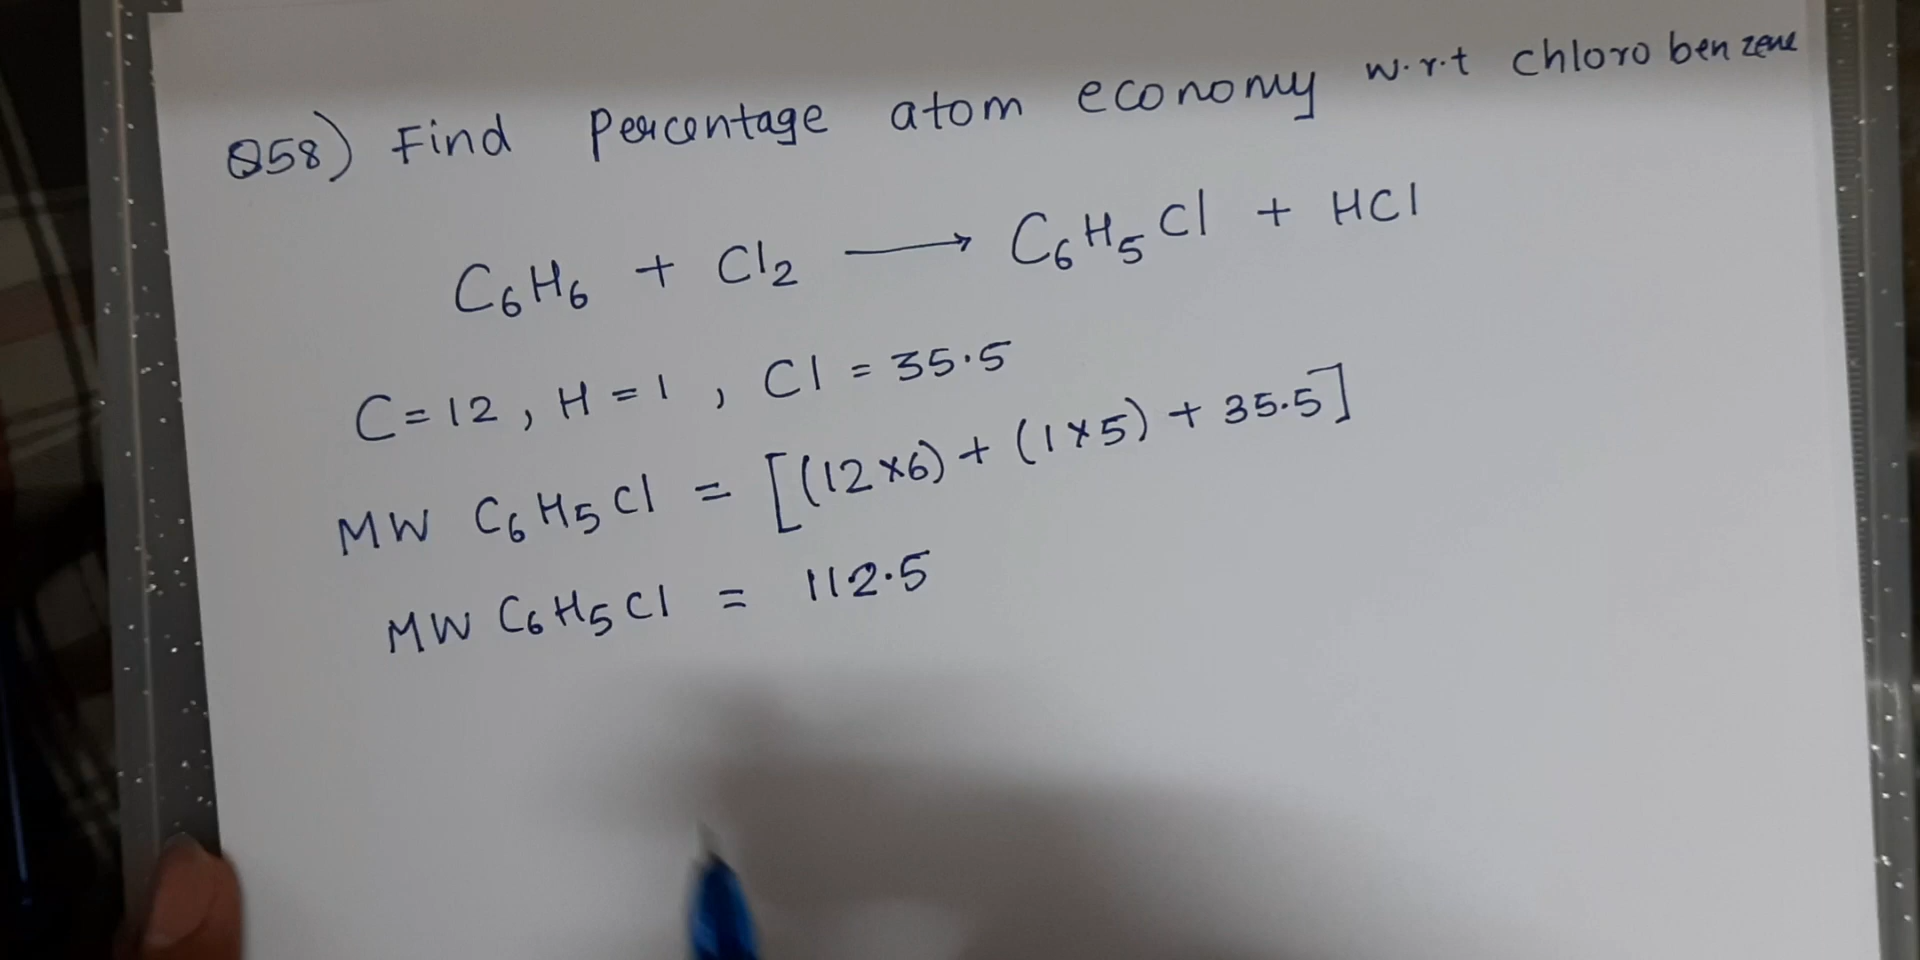 Q58) Find Percentage atom economy w.r.t chlorobenzene
C₆H₆ + Cl₂ ⟶ C₆H₅Cl + HCl
C=12, H=1, Cl=35.5
MW C₆H₅Cl = [(12×6)+(1×5)+35.5]
MW C₆H₅Cl = 112.5